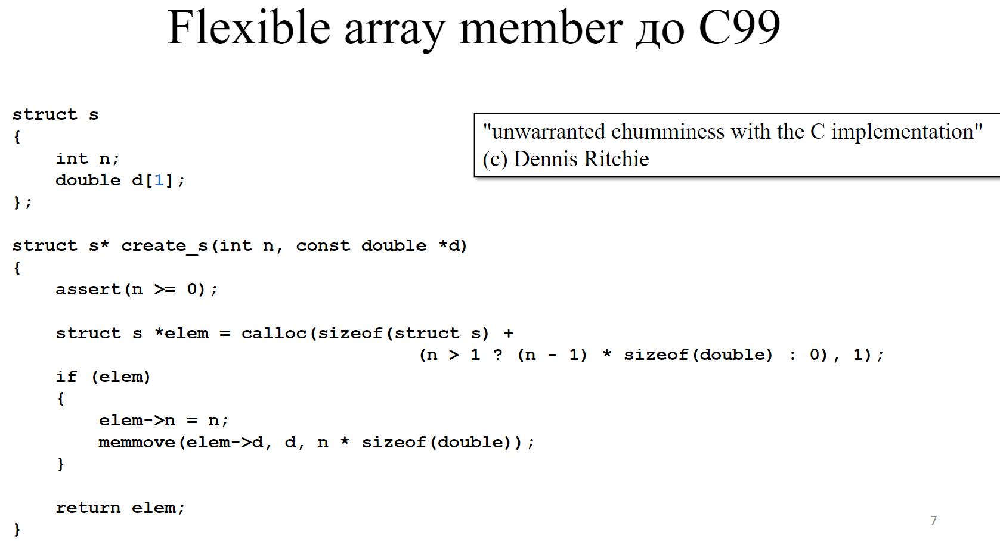 Flexible array member до C99
struct s
{
    int n;
    double d[1];
};
"unwarranted chumminess with the C implementation"
(c) Dennis Ritchie
struct s* create_s(int n, const double *d)
{
    assert(n >= 0);
    struct s *elem = calloc(sizeof(struct s) +
                                  (n > 1 ? (n - 1) * sizeof(double) : 0), 1);
    if (elem)
    {
        elem->n = n;
        memmove(elem->d, d, n * sizeof(double));
    }
    return elem;
}
7